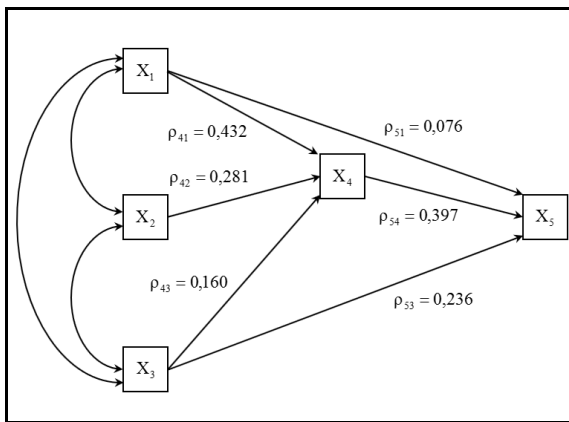 X₁
ρ₅₁ = 0,076
ρ₄₁ = 0,432
ρ₄₂ = 0,281
X₄
X₂
ρ₅₄ = 0,397
X₅
ρ₄₃ = 0,160
ρ₅₃ = 0,236
X₃